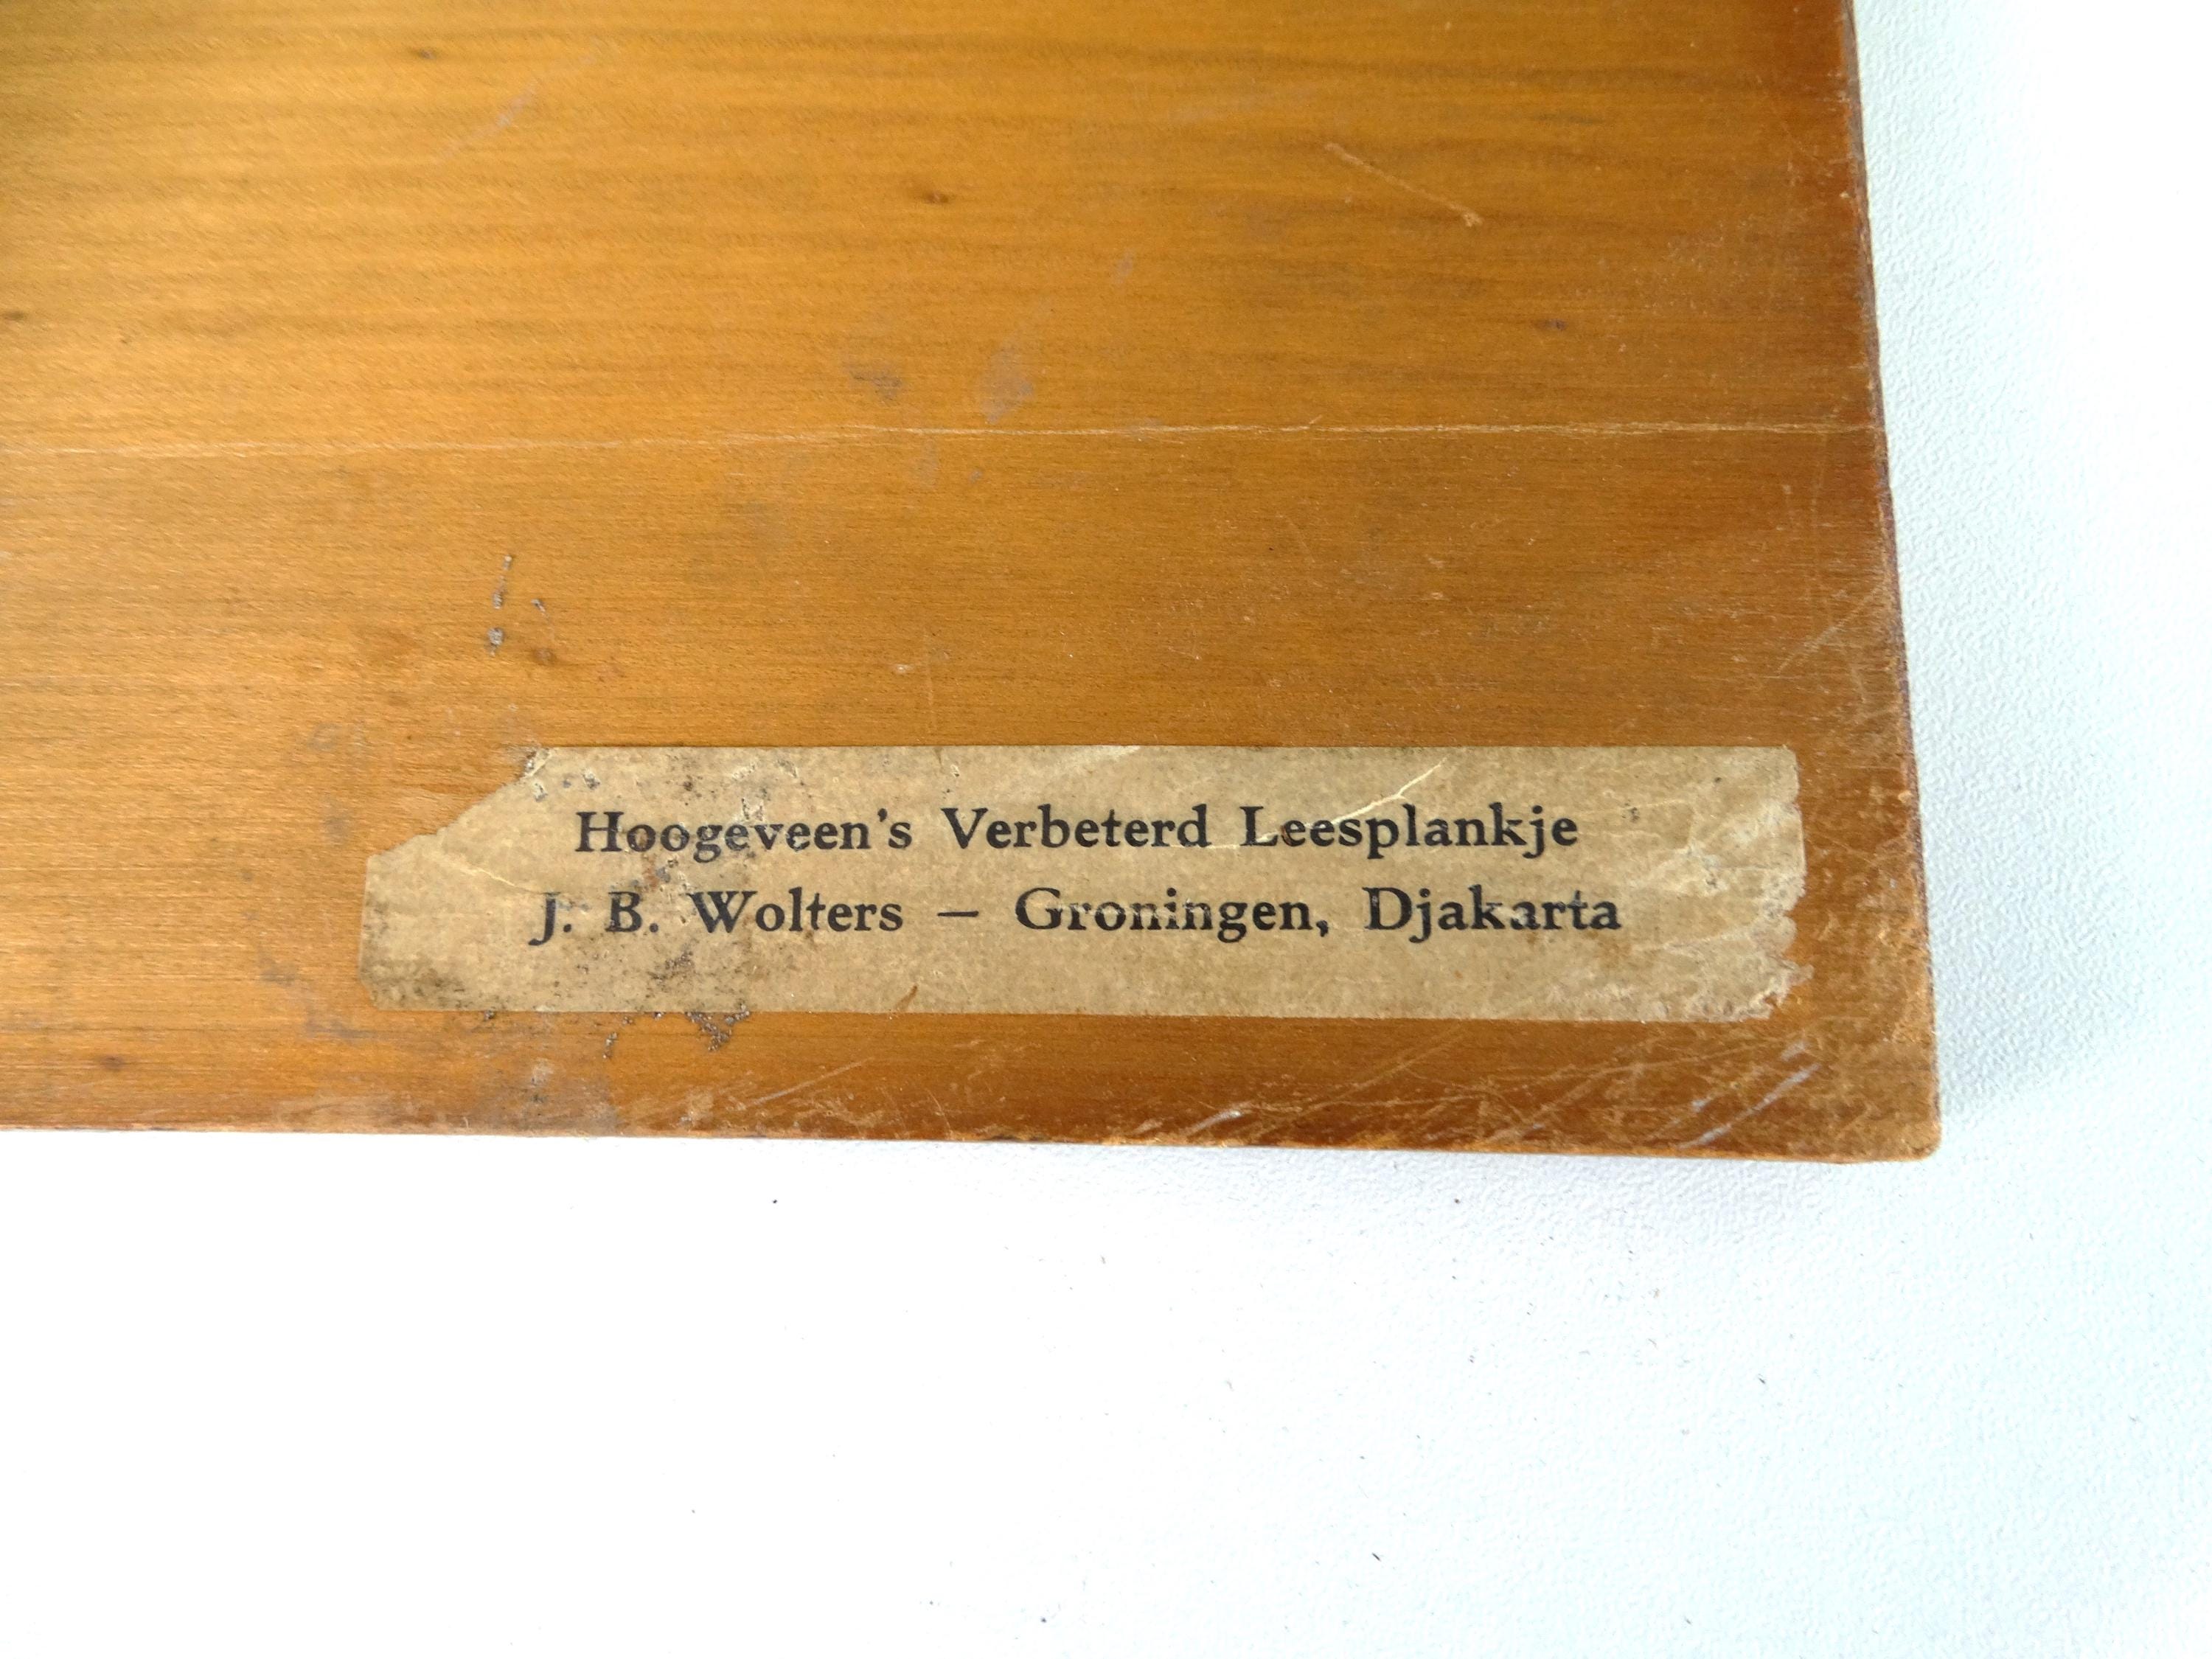 Hoogeveen's Verbeterd Leesplankje
J. B. Wolters — Groningen, Djakarta